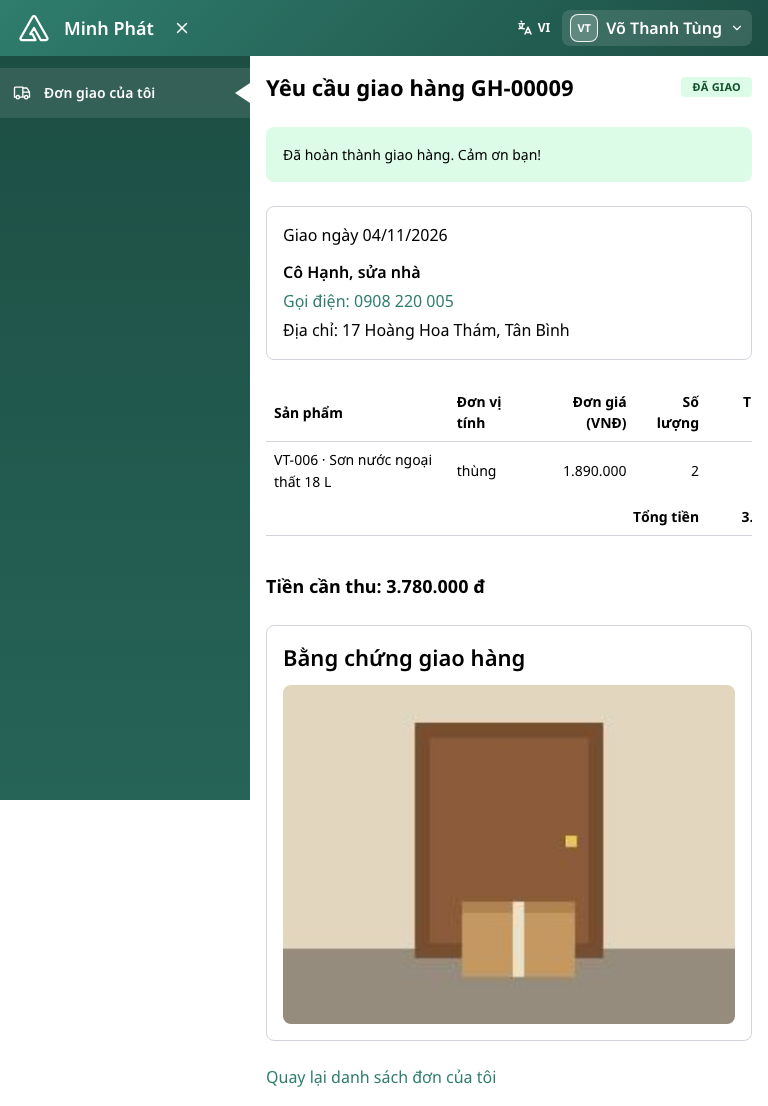 Minh Phát
VI
VT
Võ Thanh Tùng
Đơn giao của tôi
Yêu cầu giao hàng GH-00009
ĐÃ GIAO
Đã hoàn thành giao hàng. Cảm ơn bạn!
Giao ngày 04/11/2026
Cô Hạnh, sửa nhà
Gọi điện: 0908 220 005
Địa chỉ: 17 Hoàng Hoa Thám, Tân Bình
Sản phẩm
Đơn vị
tính
Đơn giá
(VNĐ)
Số
lượng
T
VT-006 · Sơn nước ngoại
thất 18 L
thùng
1.890.000
2
Tổng tiền
3.
Tiền cần thu: 3.780.000 đ
Bằng chứng giao hàng
Quay lại danh sách đơn của tôi